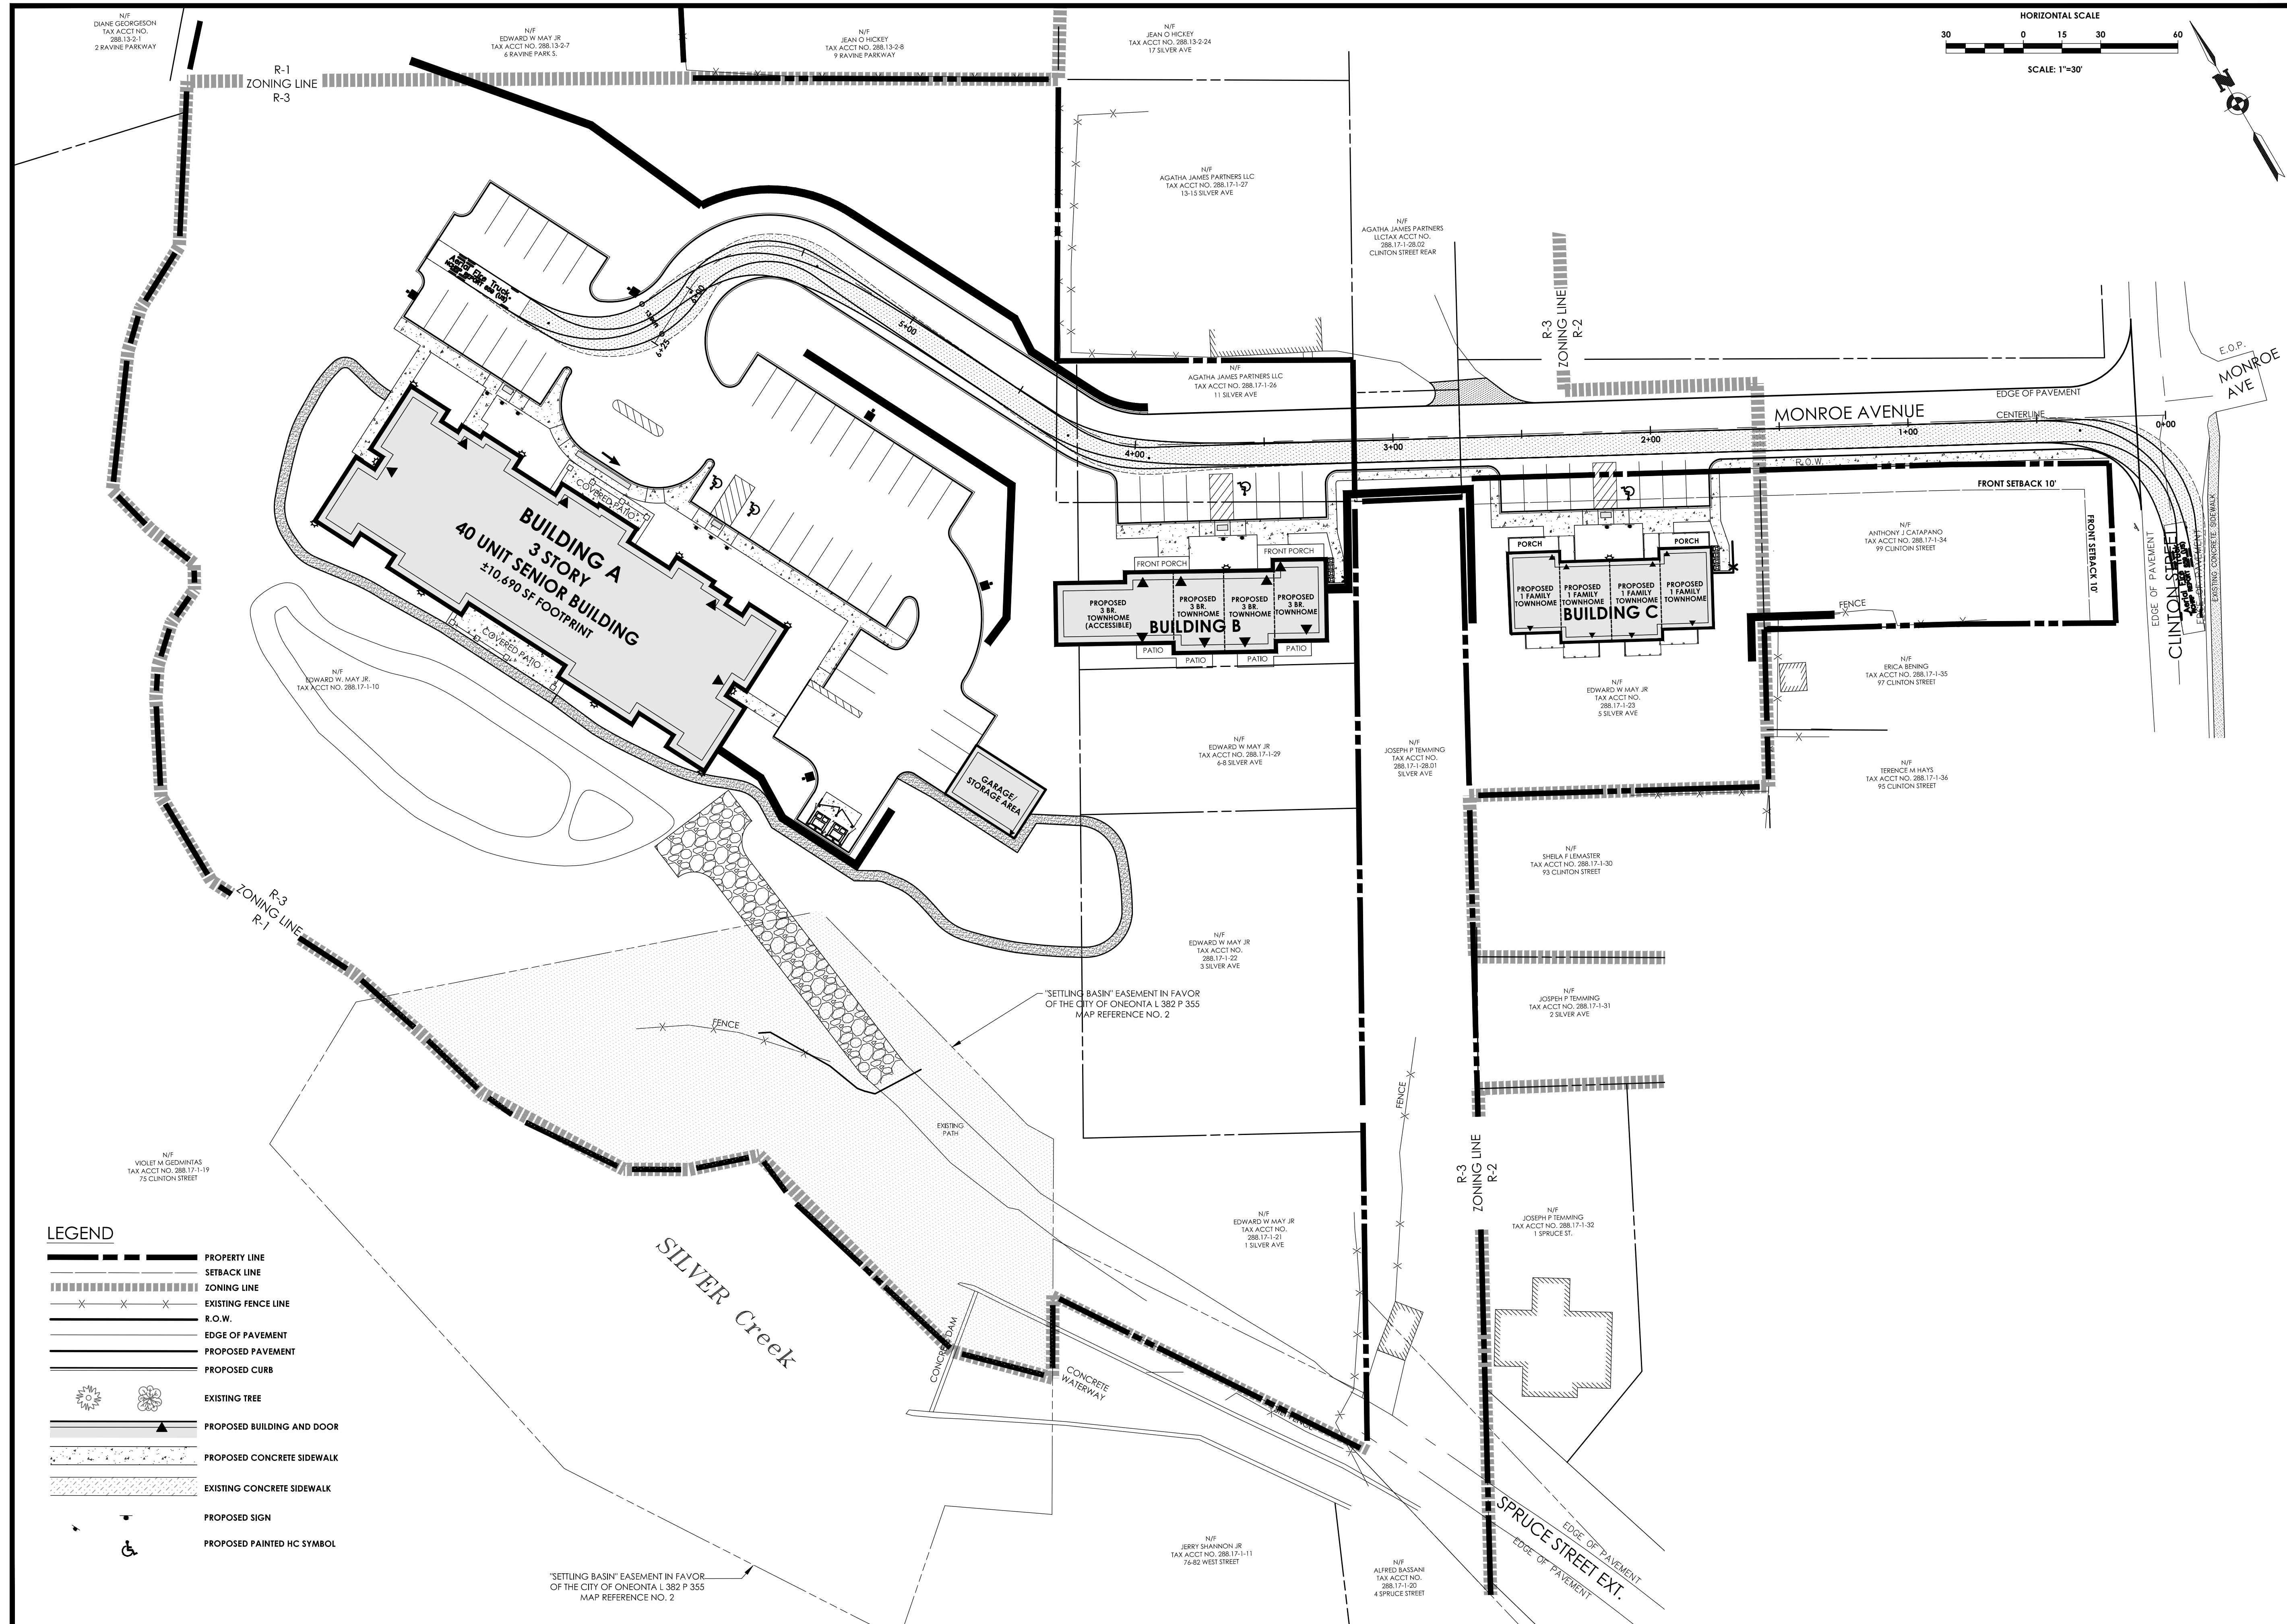 N/F
DIANE GEORGESON
TAX ACCT NO.
288.13-2-1
2 RAVINE PARKWAY
N/F
EDWARD W MAY JR
TAX ACCT NO. 288.13-2-7
6 RAVINE PARK S.
N/F
JEAN O HICKEY
TAX ACCT NO. 288.13-2-8
9 RAVINE PARKWAY
N/F
JEAN O HICKEY
TAX ACCT NO. 288.13-2-24
17 SILVER AVE
HORIZONTAL SCALE
30 0 15 30 60
SCALE: 1"=30'
N
R-1
ZONING LINE
R-3
N/F
AGATHA JAMES PARTNERS LLC
TAX ACCT NO. 288.17-1-27
13-15 SILVER AVE
N/F
AGATHA JAMES PARTNERS
LLCTAX ACCT NO.
288.17-1-28.02
CLINTON STREET REAR
R-3
ZONING LINE
R-2
Aerial Fire Truck
5+00
6+00
6+25
N/F
AGATHA JAMES PARTNERS LLC
TAX ACCT NO. 288.17-1-26
11 SILVER AVE
E.O.P.
MONROE
AVE
EDGE OF PAVEMENT
MONROE AVENUE
CENTERLINE
0+00
1+00
2+00
3+00
4+00
R.O.W.
FRONT SETBACK 10'
FRONT SETBACK 10'
N/F
ANTHONY J CATAPANO
TAX ACCT NO. 288.17-1-34
99 CLINTON STREET
EDGE OF PAVEMENT
CLINTON STREET
Aerial Fire Truck
EDGE OF PAVEMENT
EXISTING CONCRETE SIDEWALK
COVERED PATIO
BUILDING A
3 STORY
40 UNIT SENIOR BUILDING
±10,690 SF FOOTPRINT
COVERED PATIO
FRONT PORCH
FRONT PORCH
PROPOSED
3 BR.
TOWNHOME
(ACCESSIBLE)
PROPOSED
3 BR.
TOWNHOME
PROPOSED
3 BR.
TOWNHOME
PROPOSED
3 BR.
TOWNHOME
BUILDING B
PATIO
PATIO
PATIO
PATIO
PORCH
PORCH
PROPOSED
1 FAMILY
TOWNHOME
PROPOSED
1 FAMILY
TOWNHOME
PROPOSED
1 FAMILY
TOWNHOME
PROPOSED
1 FAMILY
TOWNHOME
BUILDING C
FENCE
N/F
EDWARD W. MAY JR.
TAX ACCT NO. 288.17-1-10
N/F
EDWARD W MAY JR
TAX ACCT NO.
288.17-1-23
5 SILVER AVE
N/F
ERICA BENING
TAX ACCT NO. 288.17-1-35
97 CLINTON STREET
N/F
EDWARD W MAY JR
TAX ACCT NO. 288.17-1-29
6-8 SILVER AVE
N/F
JOSEPH P TEMMING
TAX ACCT NO.
288.17-1-28.01
SILVER AVE
N/F
TERENCE M HAYS
TAX ACCT NO. 288.17-1-36
95 CLINTON STREET
GARAGE/
STORAGE AREA
N/F
SHEILA F LEMASTER
TAX ACCT NO. 288.17-1-30
93 CLINTON STREET
R-3
ZONING LINE
R-1
N/F
EDWARD W MAY JR
TAX ACCT NO.
288.17-1-22
3 SILVER AVE
"SETTLING BASIN" EASEMENT IN FAVOR
OF THE CITY OF ONEONTA L 382 P 355
MAP REFERENCE NO. 2
N/F
JOSPEH P TEMMING
TAX ACCT NO. 288.17-1-31
2 SILVER AVE
FENCE
FENCE
EXISTING
PATH
R-3
ZONING LINE
R-2
N/F
VIOLET M GEDMINTAS
TAX ACCT NO. 288.17-1-19
75 CLINTON STREET
N/F
EDWARD W MAY JR
TAX ACCT NO.
288.17-1-21
1 SILVER AVE
N/F
JOSEPH P TEMMING
TAX ACCT NO. 288.17-1-32
1 SPRUCE ST.
SILVER Creek
CONCRETE DAM
CONCRETE
WATERWAY
LEGEND
PROPERTY LINE
SETBACK LINE
ZONING LINE
EXISTING FENCE LINE
R.O.W.
EDGE OF PAVEMENT
PROPOSED PAVEMENT
PROPOSED CURB
EXISTING TREE
PROPOSED BUILDING AND DOOR
PROPOSED CONCRETE SIDEWALK
EXISTING CONCRETE SIDEWALK
PROPOSED SIGN
PROPOSED PAINTED HC SYMBOL
"SETTLING BASIN" EASEMENT IN FAVOR
OF THE CITY OF ONEONTA L 382 P 355
MAP REFERENCE NO. 2
N/F
JERRY SHANNON JR
TAX ACCT NO. 288.17-1-11
76-82 WEST STREET
N/F
ALFRED BASSANI
TAX ACCT NO.
288.17-1-20
4 SPRUCE STREET
EDGE OF PAVEMENT
SPRUCE STREET EXT.
EDGE OF PAVEMENT